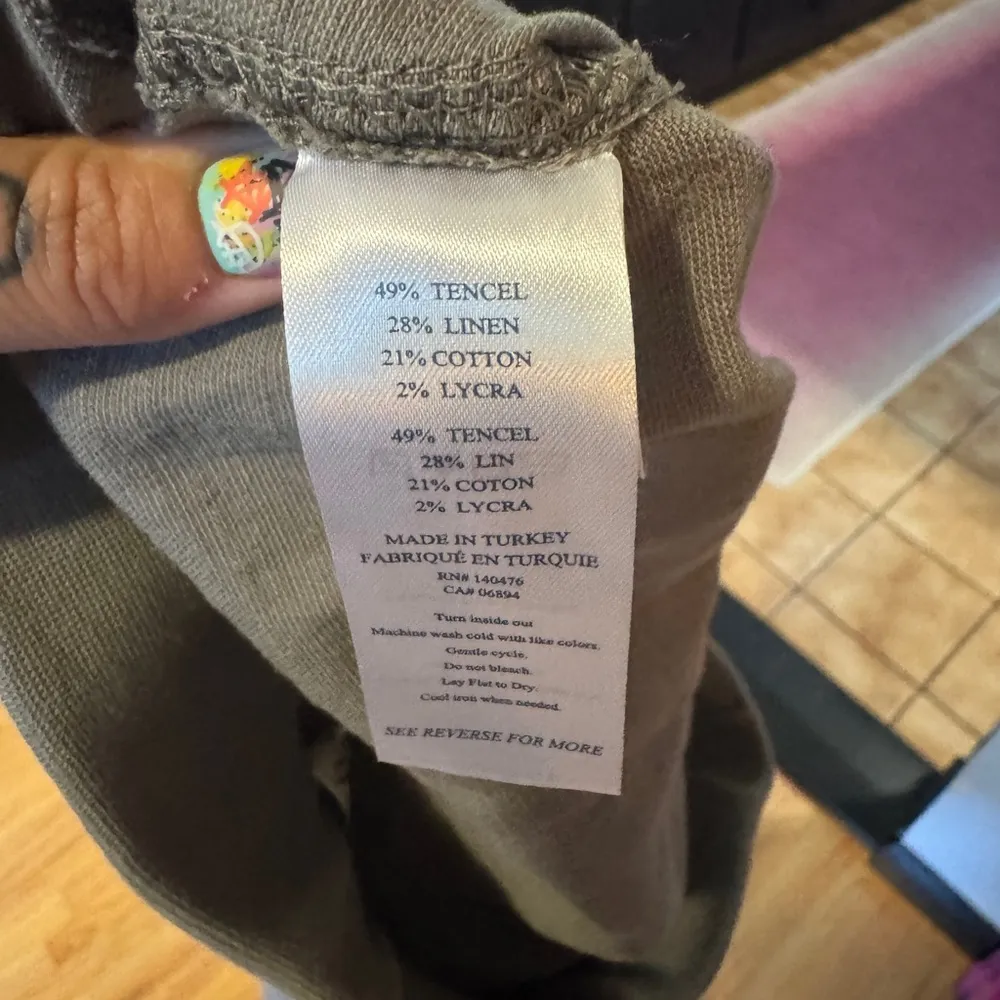 49% TENCEL
28% LINEN
21% COTTON
2% LYCRA
49% TENCEL
28% LIN
21% COTON
2% LYCRA
MADE IN TURKEY
FABRIQUÉ EN TURQUIE
RN# 140476
CA# 06894
Turn inside out
Machine wash cold with like colors.
Gentle cycle.
Do not bleach.
Lay Flat to Dry.
Cool iron when needed.
SEE REVERSE FOR MORE